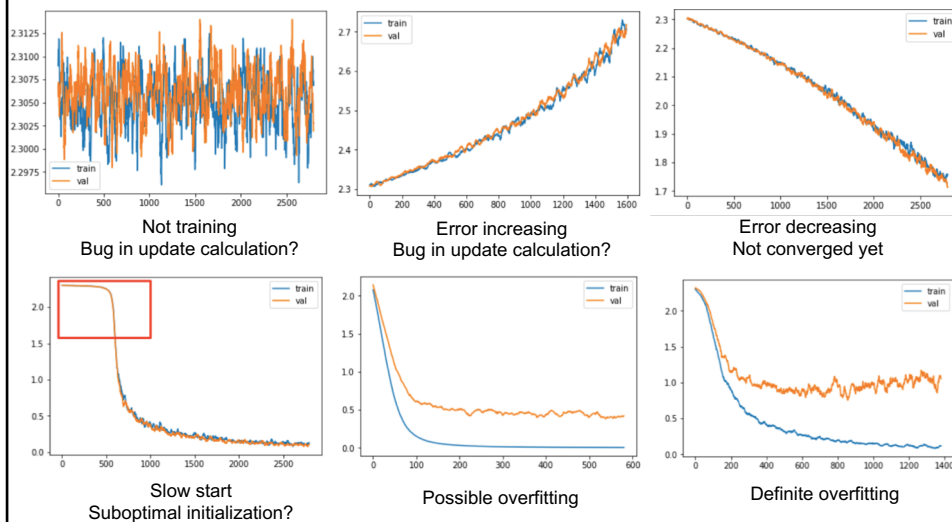 2.3125
2.3100
2.3075
2.3050
2.3025
2.3000
2.2975
train
val
0 500 1000 1500 2000 2500
Not training
Bug in update calculation?
train
val
2.7
2.6
2.5
2.4
2.3
0 200 400 600 800 1000 1200 1400 1600
Error increasing
Bug in update calculation?
train
val
2.3
2.2
2.1
2.0
1.9
1.8
1.7
0 500 1000 1500 2000 2500
Error decreasing
Not converged yet
train
val
2.0
1.5
1.0
0.5
0.0
0 500 1000 1500 2000 2500
Slow start
Suboptimal initialization?
train
val
2.0
1.5
1.0
0.5
0.0
0 100 200 300 400 500 600
Possible overfitting
train
val
2.0
1.5
1.0
0.5
0.0
0 200 400 600 800 1000 1200 1400
Definite overfitting